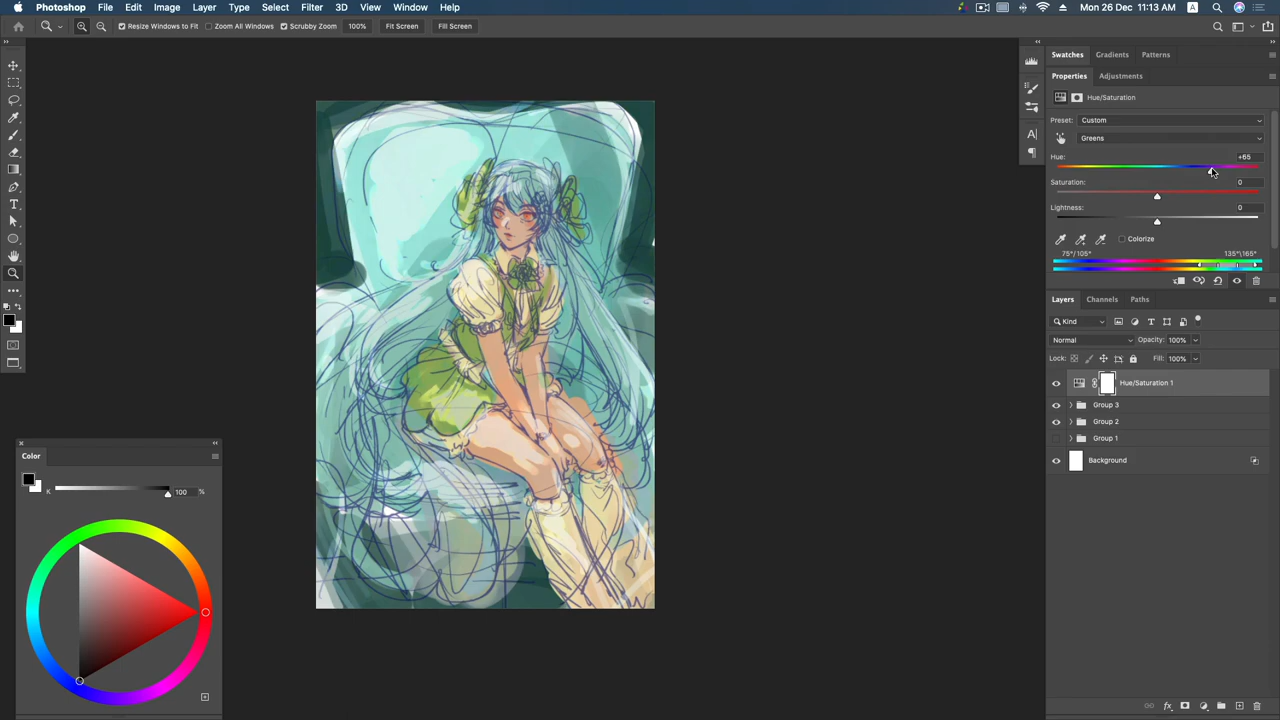 Photoshop File Edit Image Layer Type Select Filter 3D View Window Help Mon 26 Dec 11:13 AM A
Resize Windows to Fit Zoom All Windows Scrubby Zoom 100% Fit Screen Fill Screen
Swatches Gradients Patterns
Properties Adjustments
Hue/Saturation
Preset: Custom
Greens
Hue: +65
Saturation: 0
Lightness: 0
Colorize
75°/105° 135°\165°
Layers Channels Paths
Kind
Normal Opacity: 100%
Lock: Fill: 100%
Hue/Saturation 1
Group 3
Group 2
Group 1
Background
Color
K 100 %